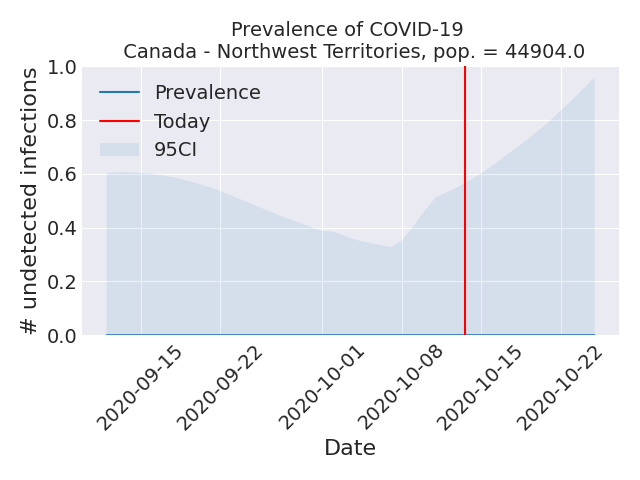 Prevalence of COVID-19
Canada - Northwest Territories, pop. = 44904.0
# undetected infections
1.0
0.8
0.6
0.4
0.2
0.0
Prevalence
Today
95CI
2020-09-15
2020-09-22
2020-10-01
2020-10-08
2020-10-15
2020-10-22
Date